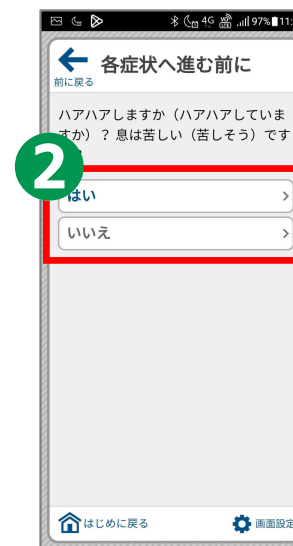 4G 97% 11:
各症状へ進む前に
前に戻る
ハアハアしますか（ハアハアしていま
すか）？息は苦しい（苦しそう）です
2
はい
いいえ
はじめに戻る
画面設定